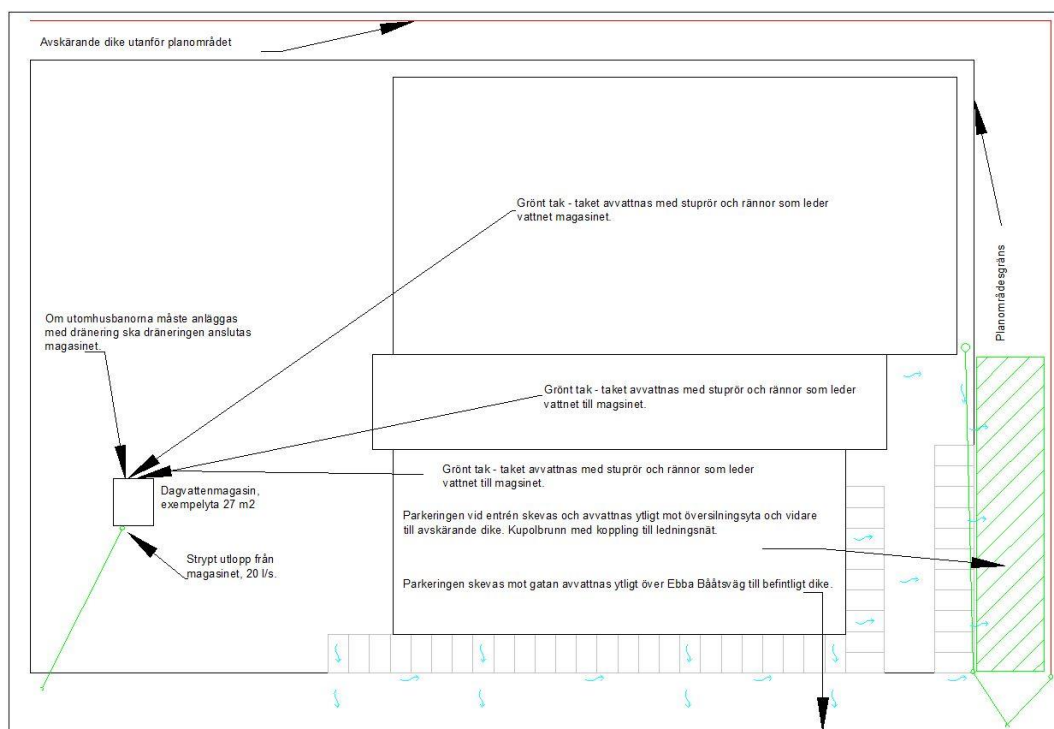 Avskärande dike utanför planområdet
Grönt tak - taket avvattnas med stuprör och rännor som leder
vattnet magasinet.
Planområdesgräns
Om utomhusbanorna måste anläggas
med dränering ska dräneringen anslutas
magasinet.
Grönt tak - taket avvattnas med stuprör och rännor som leder
vattnet till magsinet.
Grönt tak - taket avvattnas med stuprör och rännor som leder
vattnet till magsinet.
Dagvattenmagasin,
exempelyta 27 m2
Parkeringen vid entrén skevas och avvattnas ytligt mot översilningsyta och vidare
till avskärande dike. Kupolbrunn med koppling till ledningsnät.
Strypt utlopp från
magasinet, 20 l/s.
Parkeringen skevas mot gatan avvattnas ytligt över Ebba Bååtsväg till befintligt dike.